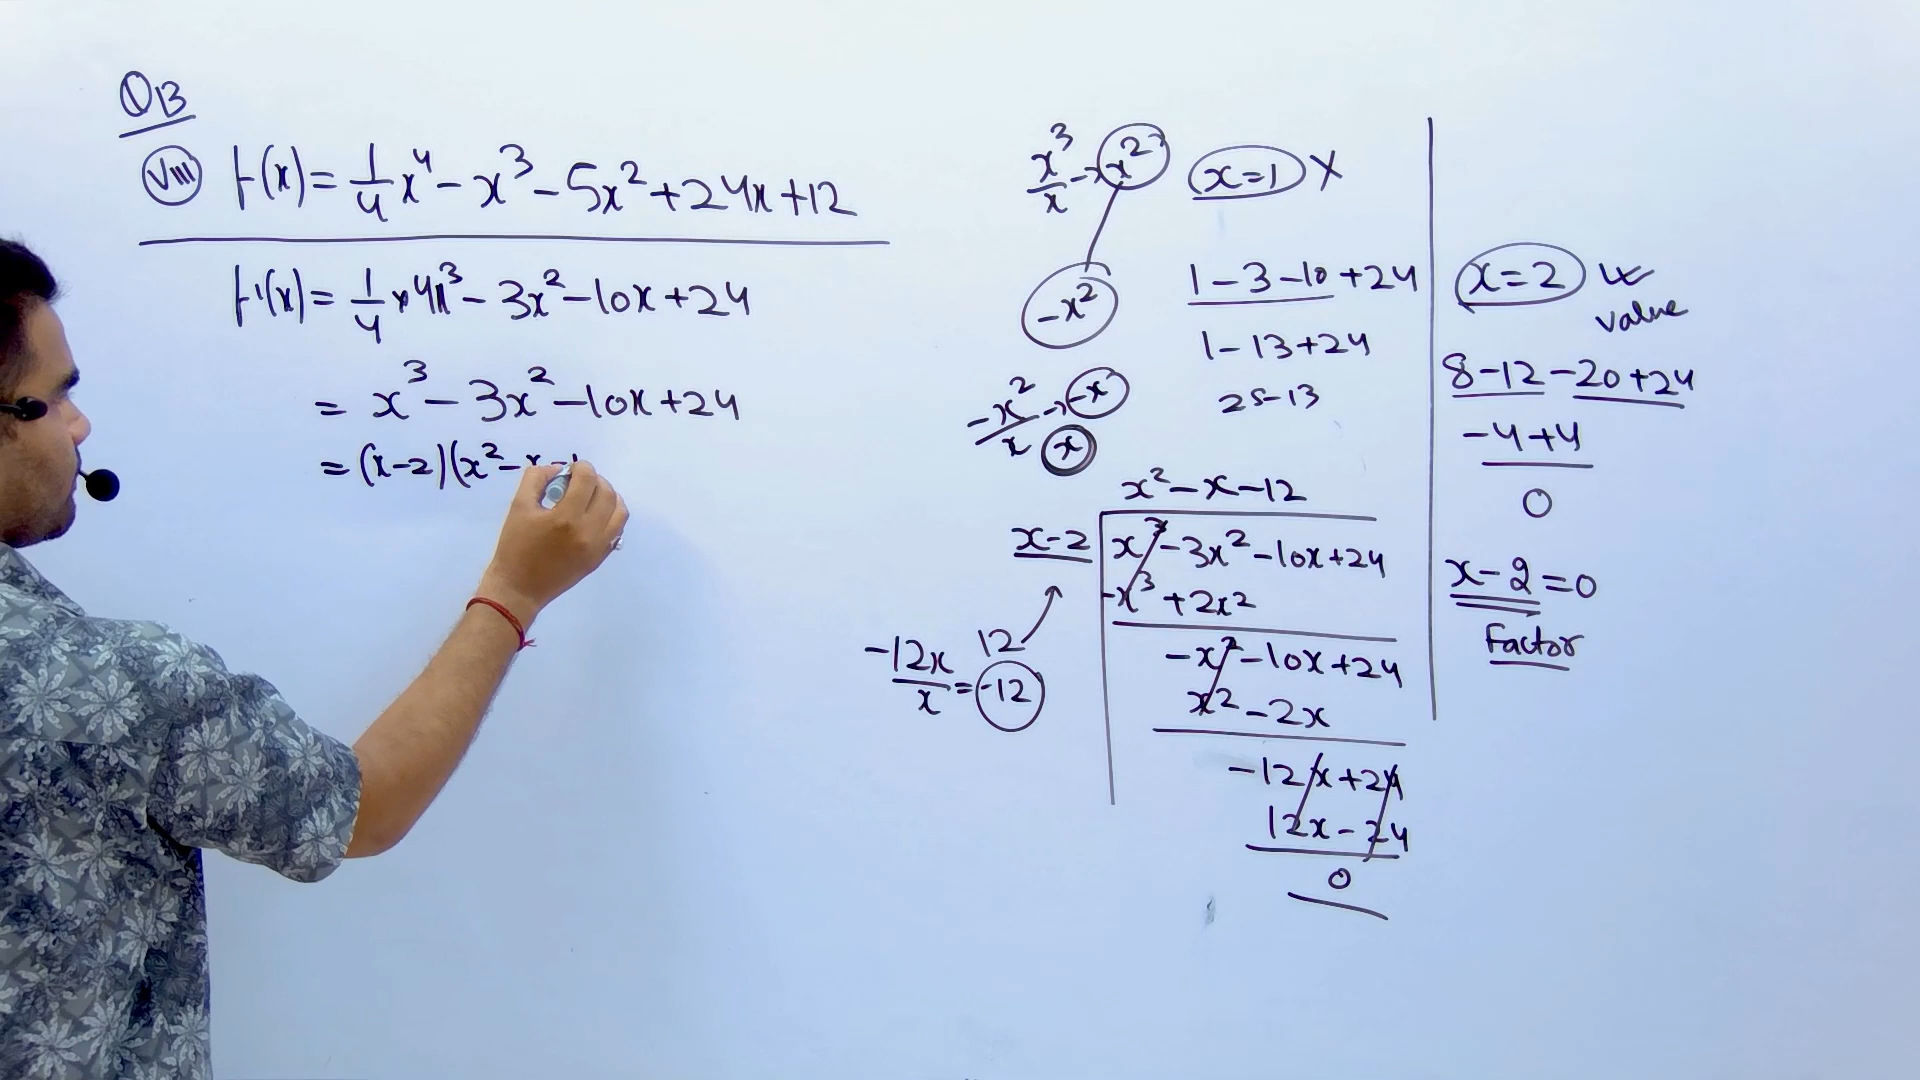 Q13
(viii) f(x) = 1/4 x⁴ - x³ - 5x² + 24x + 12
f'(x) = 1/4 × 4x³ - 3x² - 10x + 24
= x³ - 3x² - 10x + 24
= (x-2)(x² - x -
x³/x → x²
-x²
-x²/x → -x
x
x=1 ×
1 - 3 - 10 + 24
1 - 13 + 24
25 - 13
x² - x - 12
x-2 | x³ - 3x² - 10x + 24
-x³ + 2x²
-x² - 10x + 24
x² - 2x
-12x + 24
12x - 24
0
12
-12x/x = -12
x=2
value
8 - 12 - 20 + 24
-4 + 4
0
x - 2 = 0
Factor